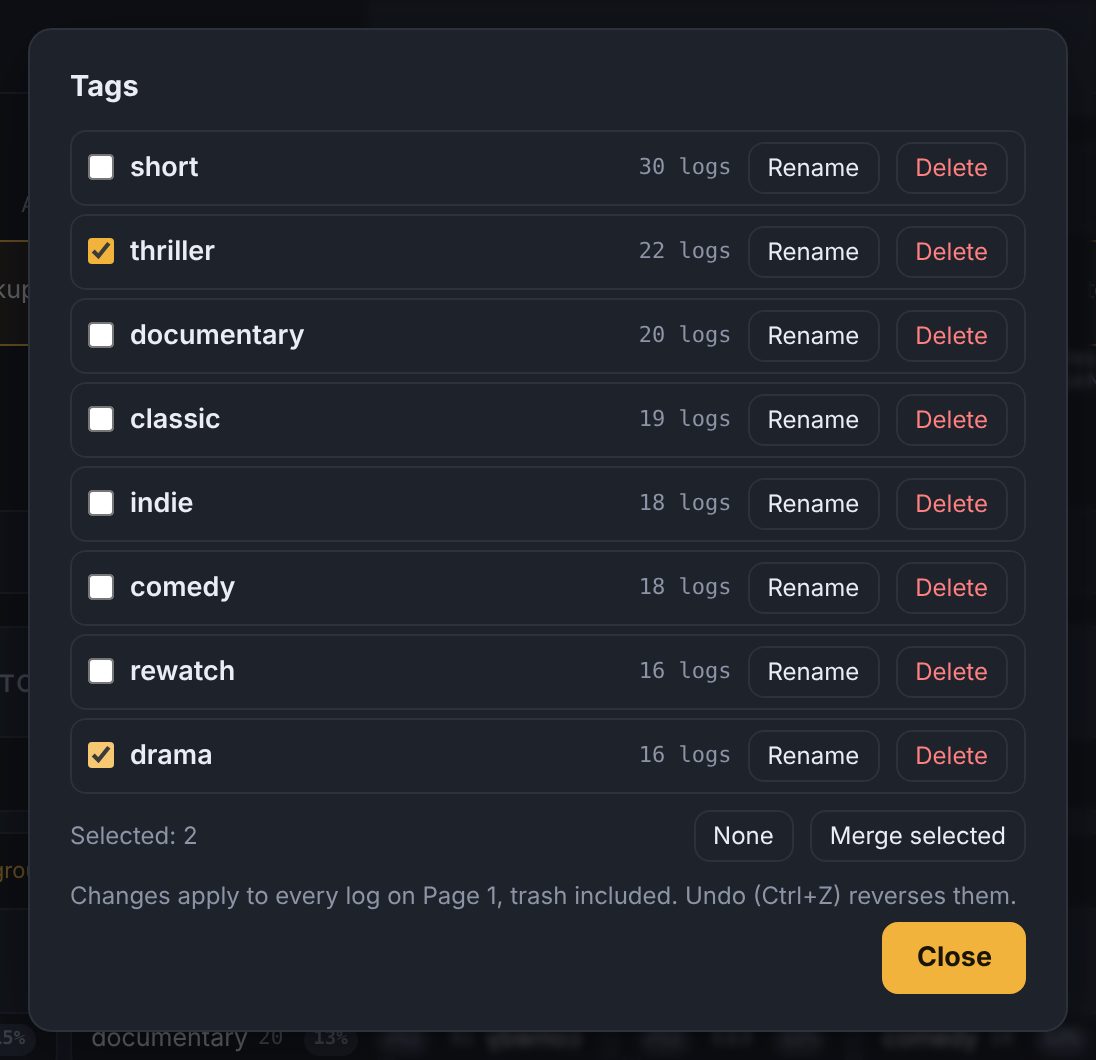 Tags
short 30 logs Rename Delete
thriller 22 logs Rename Delete
documentary 20 logs Rename Delete
classic 19 logs Rename Delete
indie 18 logs Rename Delete
comedy 18 logs Rename Delete
rewatch 16 logs Rename Delete
drama 16 logs Rename Delete
Selected: 2 None Merge selected
Changes apply to every log on Page 1, trash included. Undo (Ctrl+Z) reverses them.
Close
documentary 20 13%